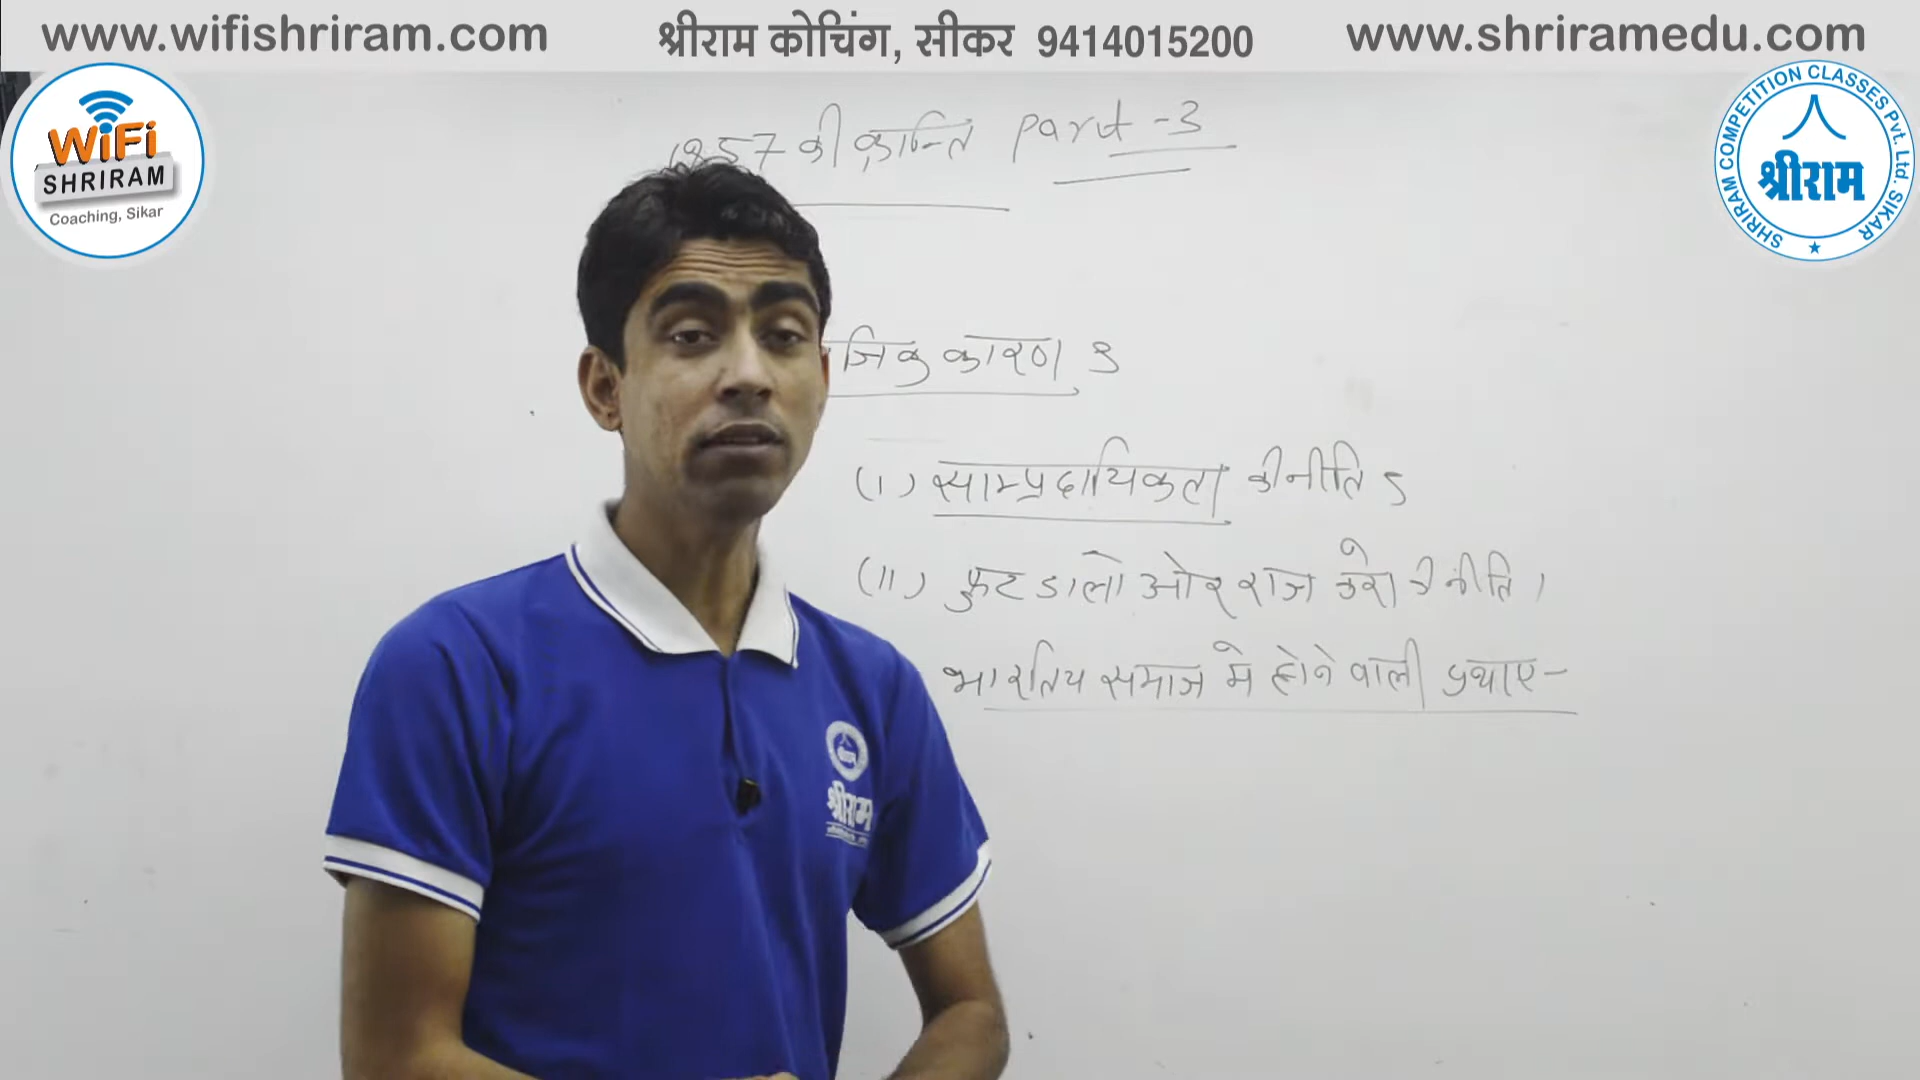 www.wifishriram.com श्रीराम कोचिंग, सीकर 9414015200 www.shriramedu.com
WiFi
SHRIRAM
Coaching, Sikar
SHRIRAM COMPETITION CLASSES Pvt. Ltd. SIKAR
श्रीराम
1857 की क्रान्ति Part-3
जिक कारण
(I) साम्प्रदायिकता की नीति
(II) फुट डालो ओर राज करो की नीति।
भारतिय समाज मे होने वाली प्रथाए-
श्रीराम